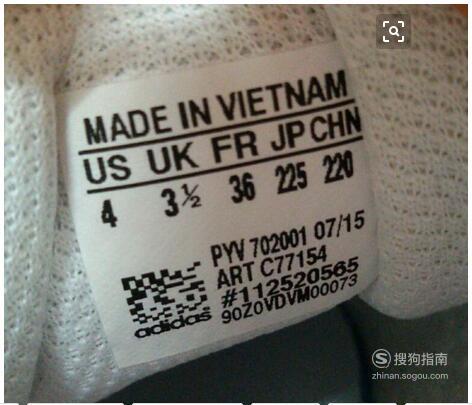 MADE IN VIETNAM
US UK FR JP CHN
4 3½ 36 225 220
PYV 702001 07/15
ART C77154
#112520565
90Z0VDVM00073
adidas
搜狗指南
zhinan.sogou.com